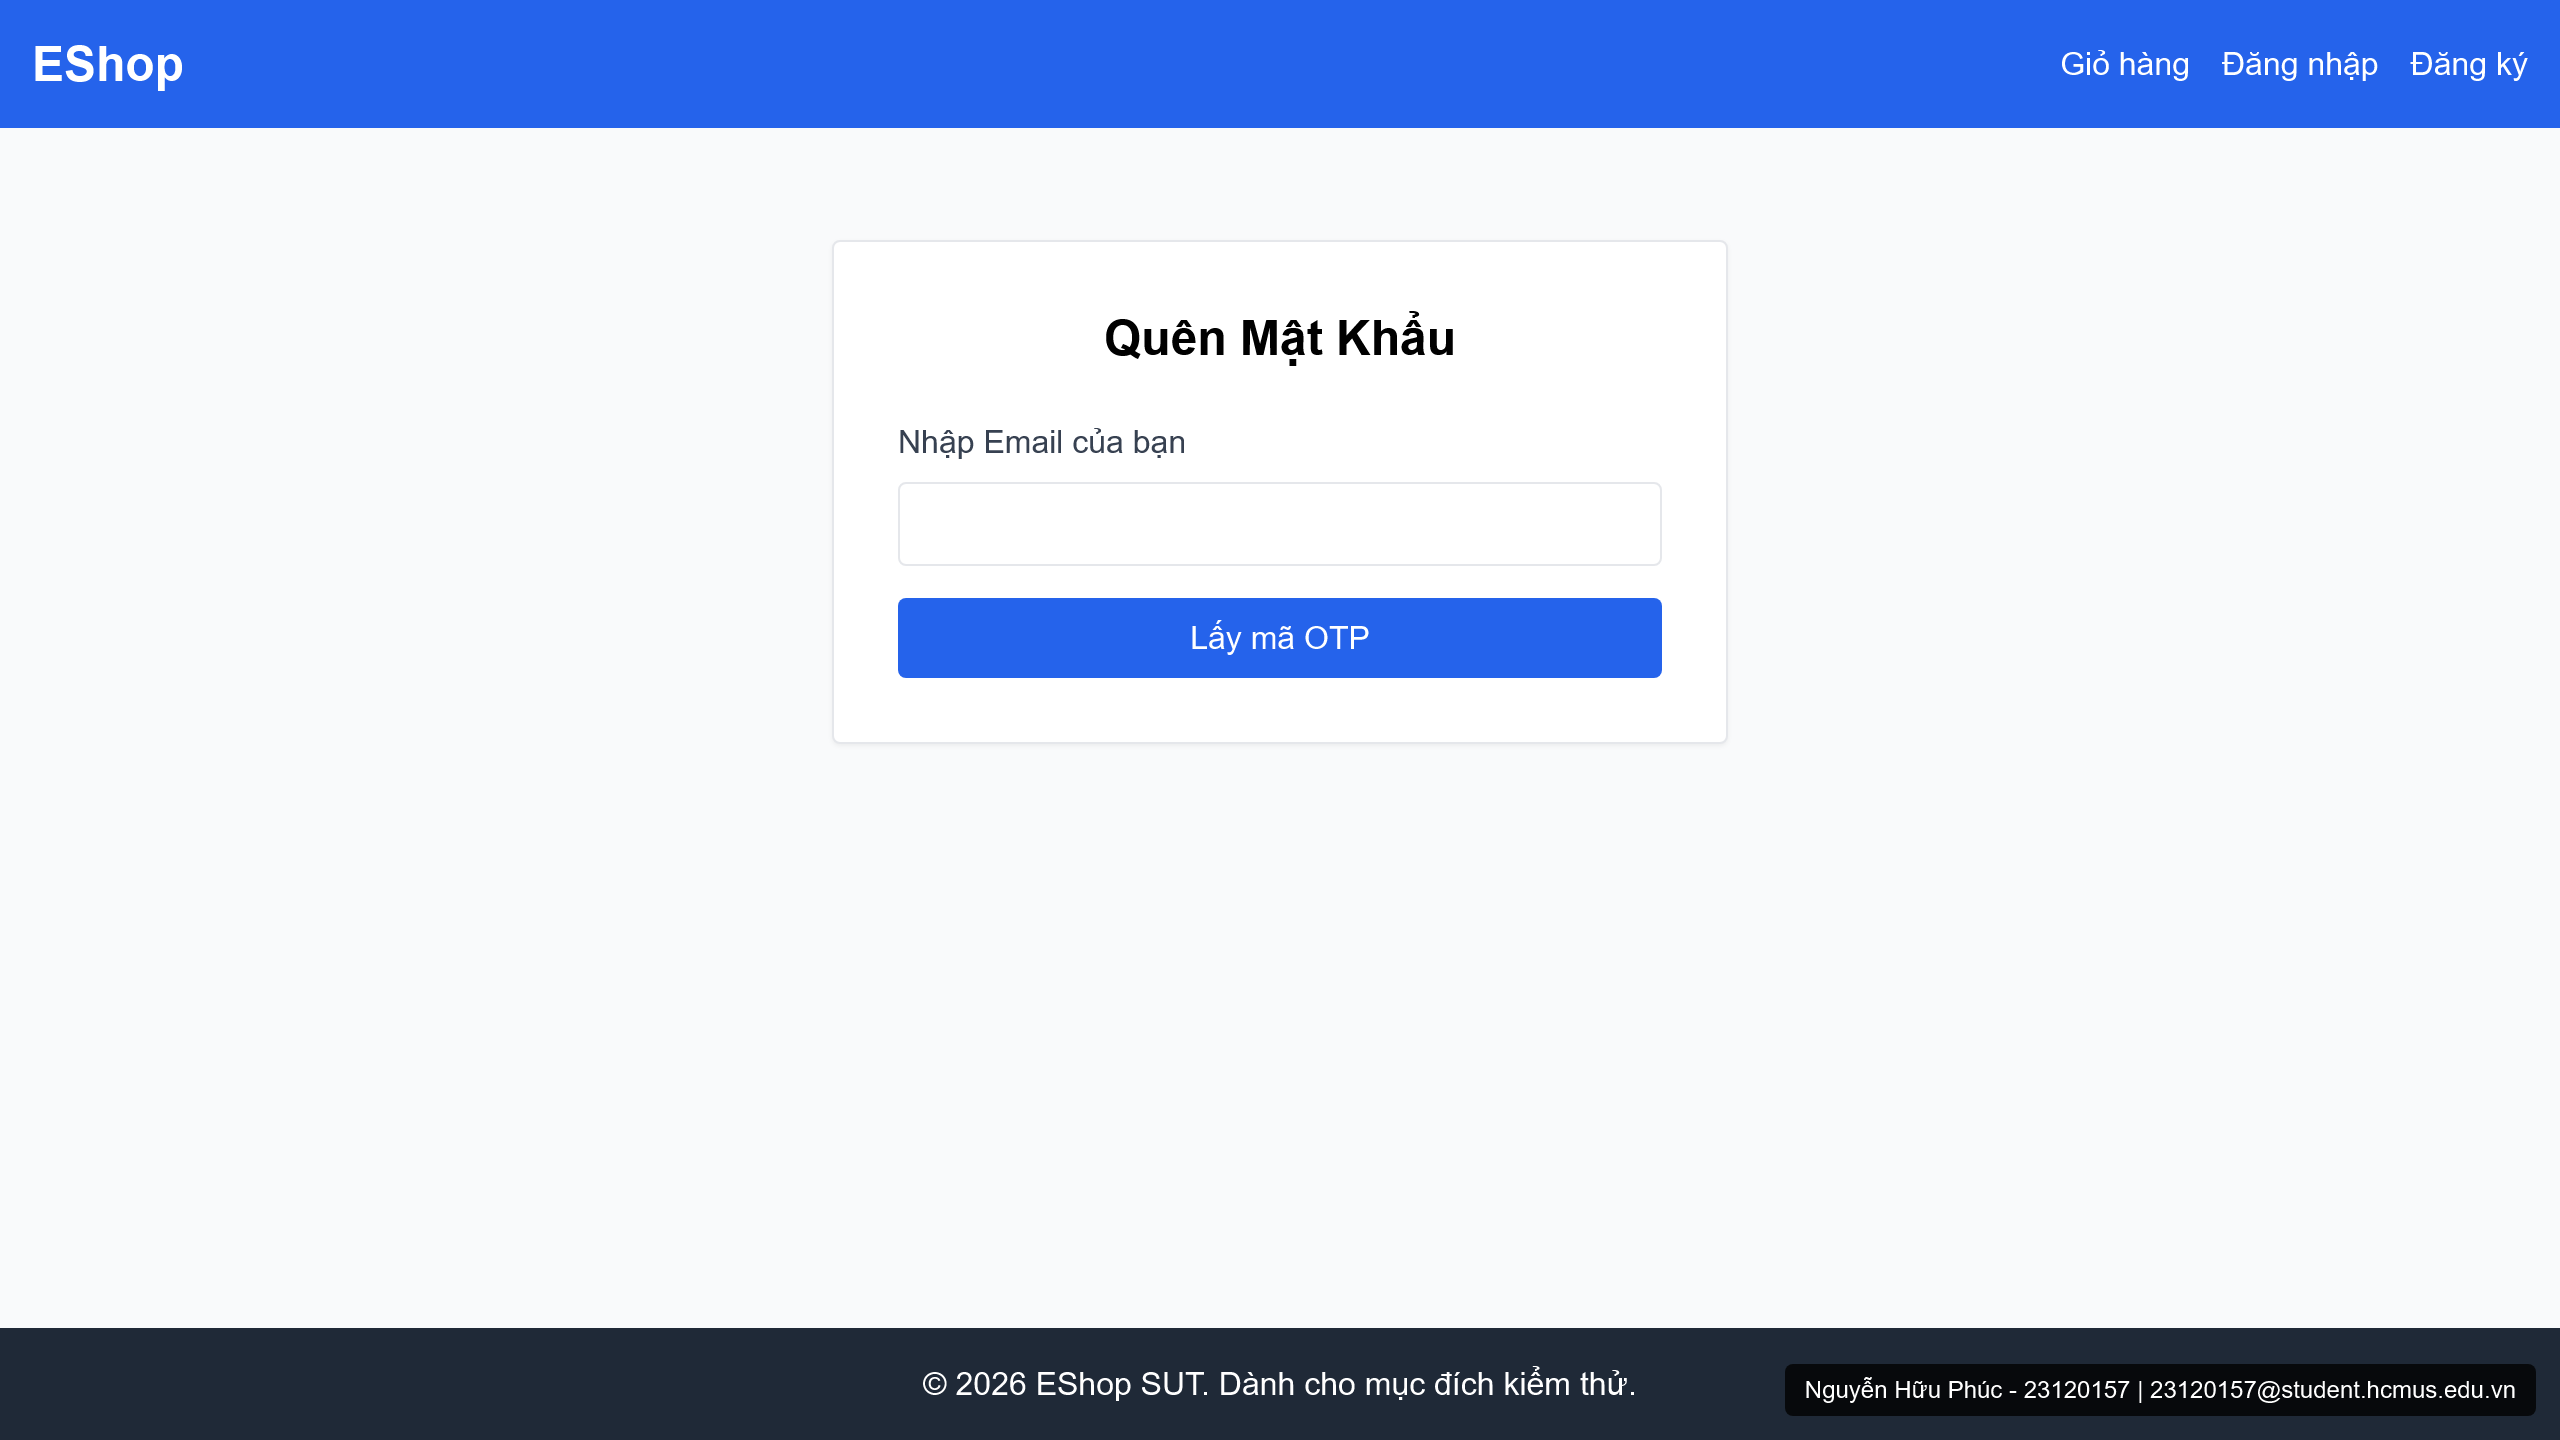 EShop
Giỏ hàng
Đăng nhập
Đăng ký
Quên Mật Khẩu
Nhập Email của bạn
Lấy mã OTP
© 2026 EShop SUT. Dành cho mục đích kiểm thử.
Nguyễn Hữu Phúc - 23120157 | 23120157@student.hcmus.edu.vn